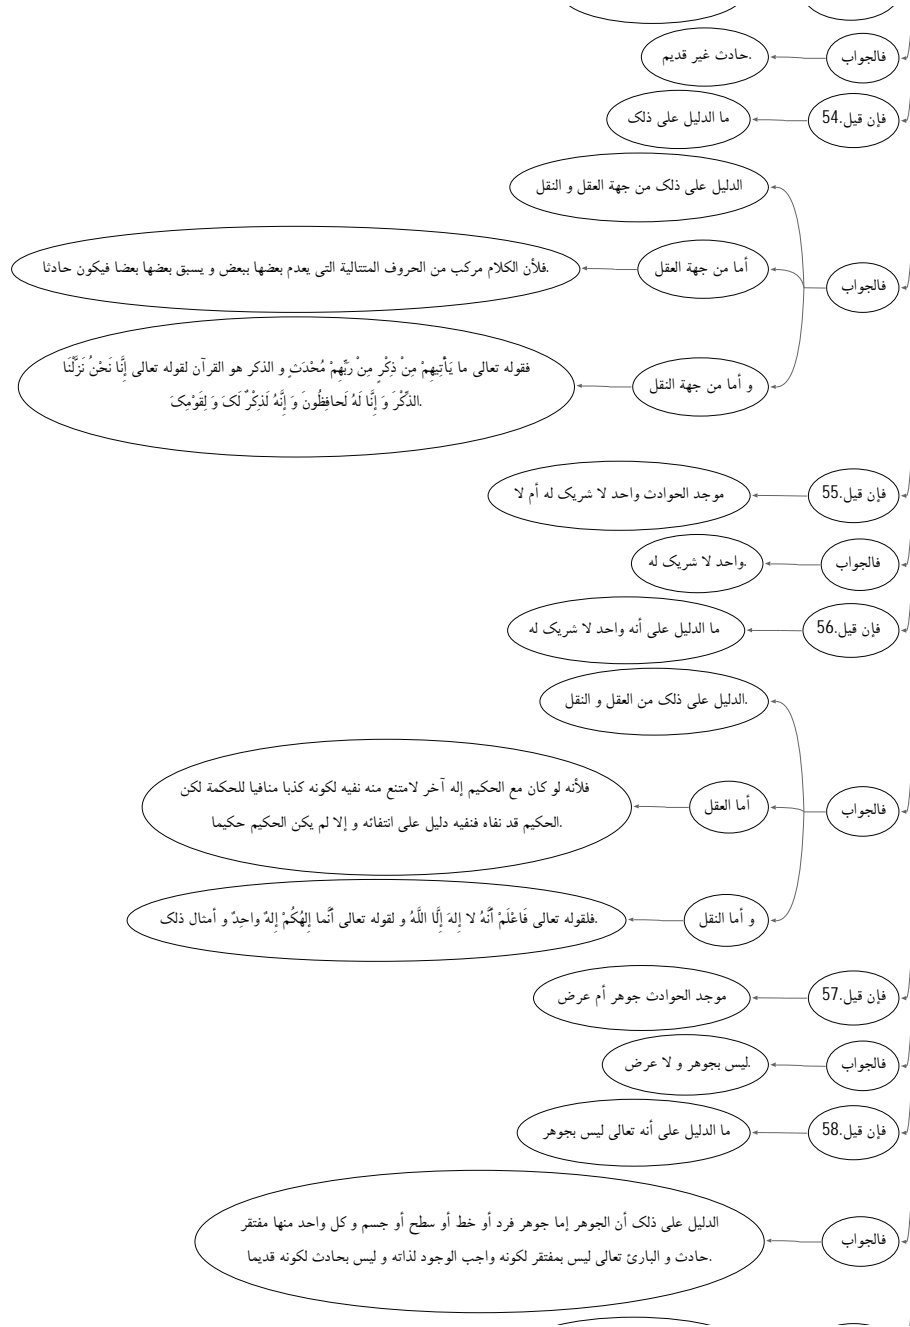 فالجواب
حادث غير قديم.
فإن قيل.54
ما الدليل على ذلک
فالجواب
الدليل على ذلک من جهة العقل و النقل
أما من جهة العقل
فلأن الكلام مركب من الحروف المتتالية التي يعدم بعضها ببعض و يسبق بعضها بعضا فيكون حادثا.
و أما من جهة النقل
فقوله تعالى ما يَأْتِيهِمْ مِنْ ذِكْرٍ مِنْ رَبِّهِمْ مُحْدَثٍ و الذكر هو القرآن لقوله تعالى إِنَّا نَحْنُ نَزَّلْنَا
الذِّكْرَ وَ إِنَّا لَهُ لَحافِظُونَ وَ إِنَّهُ لَذِكْرٌ لَکَ وَ لِقَوْمِکَ.
فإن قيل.55
موجد الحوادث واحد لا شريک له أم لا
فالجواب
واحد لا شريک له.
فإن قيل.56
ما الدليل على أنه واحد لا شريک له
فالجواب
الدليل على ذلک من العقل و النقل.
أما العقل
فلأنه لو كان مع الحكيم إله آخر لامتنع منه نفيه لكونه كذبا منافيا للحكمة لكن
الحكيم قد نفاه فنفيه دليل على انتفائه و إلا لم يكن الحكيم حكيما.
و أما النقل
فلقوله تعالى فَاعْلَمْ أَنَّهُ لا إِلهَ إِلَّا اللَّهُ و لقوله تعالى أَنَّما إِلهُكُمْ إِلهٌ واحِدٌ و أمثال ذلک.
فإن قيل.57
موجد الحوادث جوهر أم عرض
فالجواب
ليس بجوهر و لا عرض.
فإن قيل.58
ما الدليل على أنه تعالى ليس بجوهر
فالجواب
الدليل على ذلک أن الجوهر إما جوهر فرد أو خط أو سطح أو جسم و كل واحد منها مفتقر
حادث و البارئ تعالى ليس بمفتقر لكونه واجب الوجود لذاته و ليس بحادث لكونه قديما.